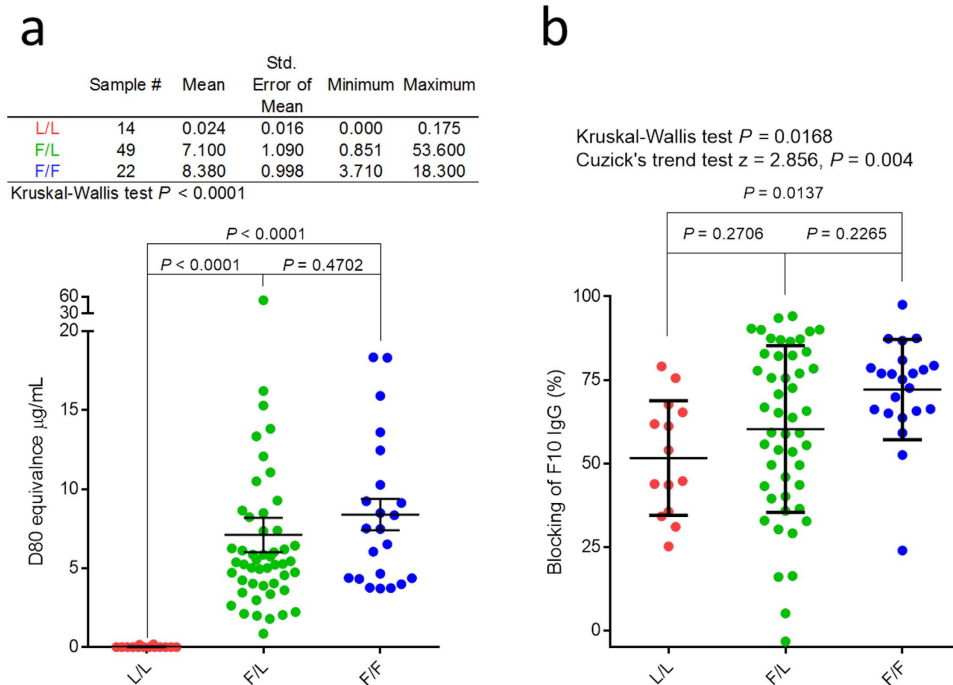 a
Sample # Mean Std. Error of Mean Minimum Maximum
L/L 14 0.024 0.016 0.000 0.175
F/L 49 7.100 1.090 0.851 53.600
F/F 22 8.380 0.998 3.710 18.300
Kruskal-Wallis test P < 0.0001
P < 0.0001
P < 0.0001 P = 0.4702
D80 equivalnce µg/mL
60
30
20
15
10
5
0
L/L F/L F/F
b
Kruskal-Wallis test P = 0.0168
Cuzick's trend test z = 2.856, P = 0.004
P = 0.0137
P = 0.2706 P = 0.2265
Blocking of F10 IgG (%)
100
75
50
25
0
L/L F/L F/F